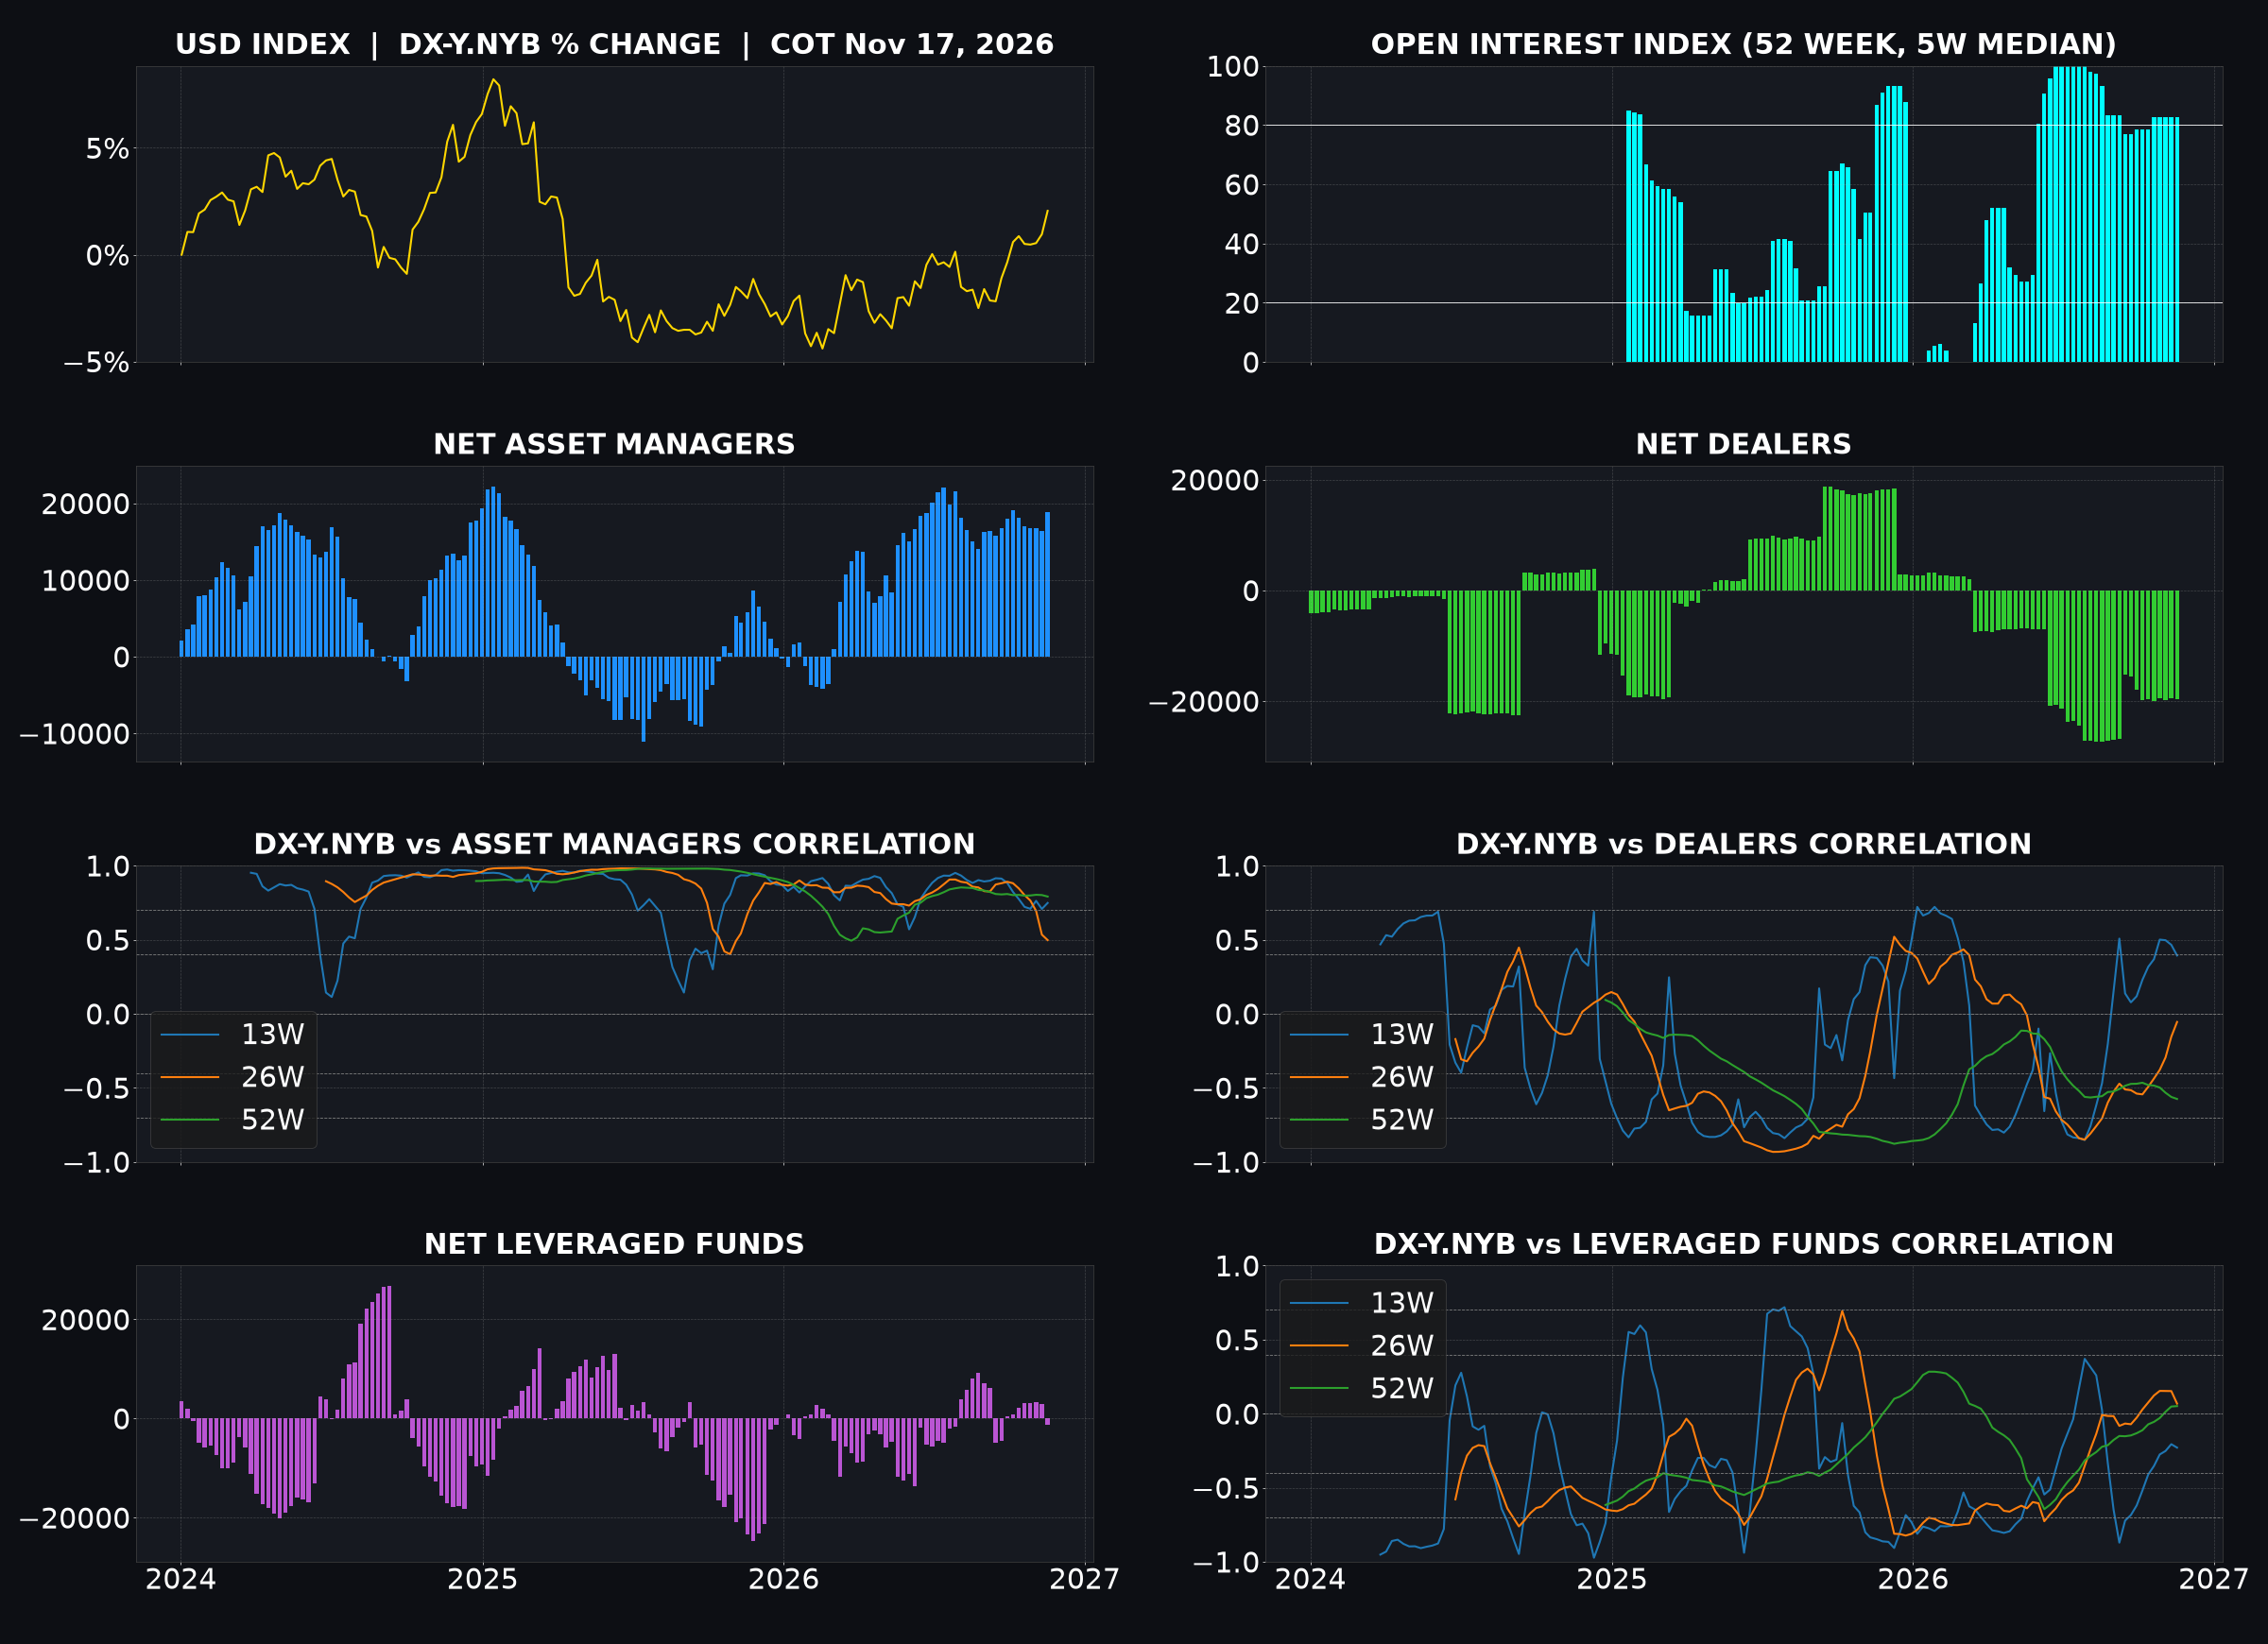 USD INDEX | DX-Y.NYB % CHANGE | COT Nov 17, 2026
5%
0%
−5%
OPEN INTEREST INDEX (52 WEEK, 5W MEDIAN)
100
80
60
40
20
0
NET ASSET MANAGERS
20000
10000
0
−10000
NET DEALERS
20000
0
−20000
DX-Y.NYB vs ASSET MANAGERS CORRELATION
1.0
0.5
0.0
−0.5
−1.0
13W
26W
52W
DX-Y.NYB vs DEALERS CORRELATION
1.0
0.5
0.0
−0.5
−1.0
13W
26W
52W
NET LEVERAGED FUNDS
20000
0
−20000
2024
2025
2026
2027
DX-Y.NYB vs LEVERAGED FUNDS CORRELATION
1.0
0.5
0.0
−0.5
−1.0
13W
26W
52W
2024
2025
2026
2027